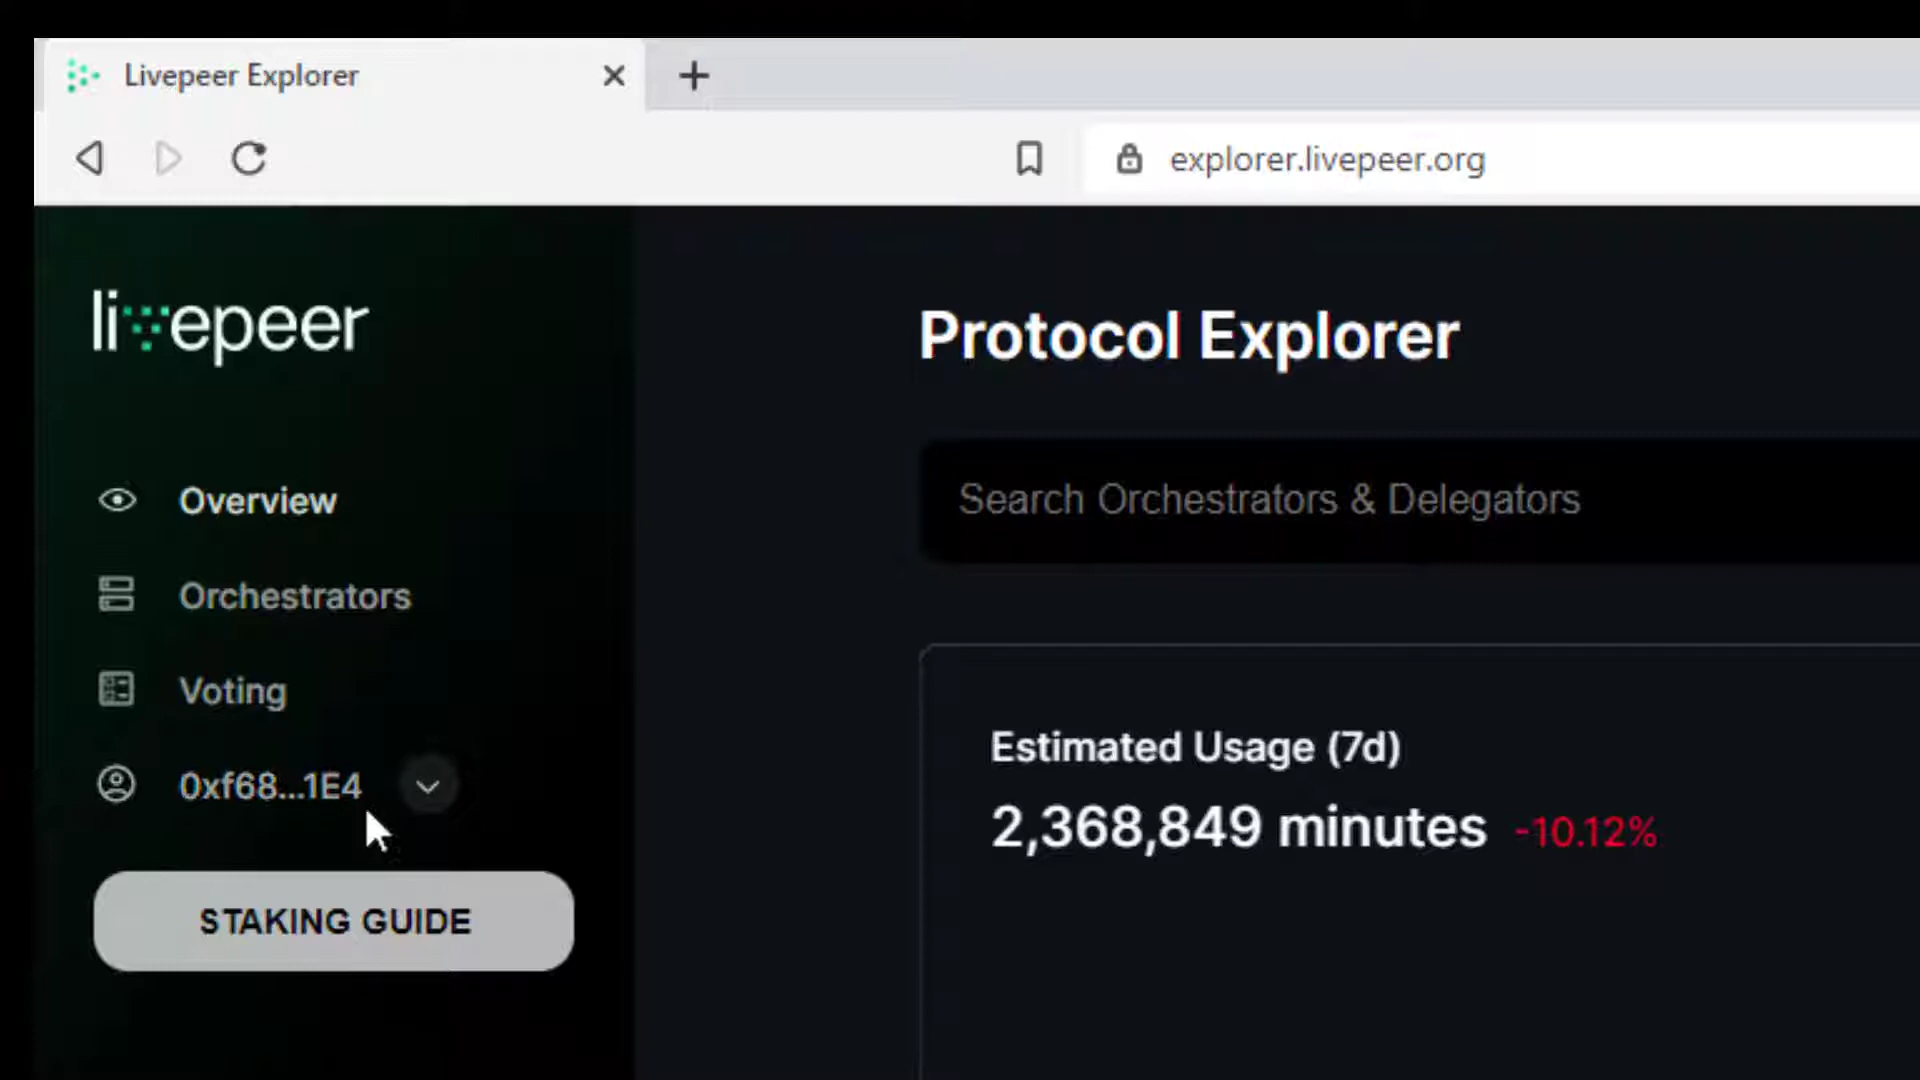 Livepeer Explorer
explorer.livepeer.org
livepeer
Overview
Orchestrators
Voting
0xf68...1E4
STAKING GUIDE
Protocol Explorer
Search Orchestrators & Delegators
Estimated Usage (7d)
2,368,849 minutes -10.12%